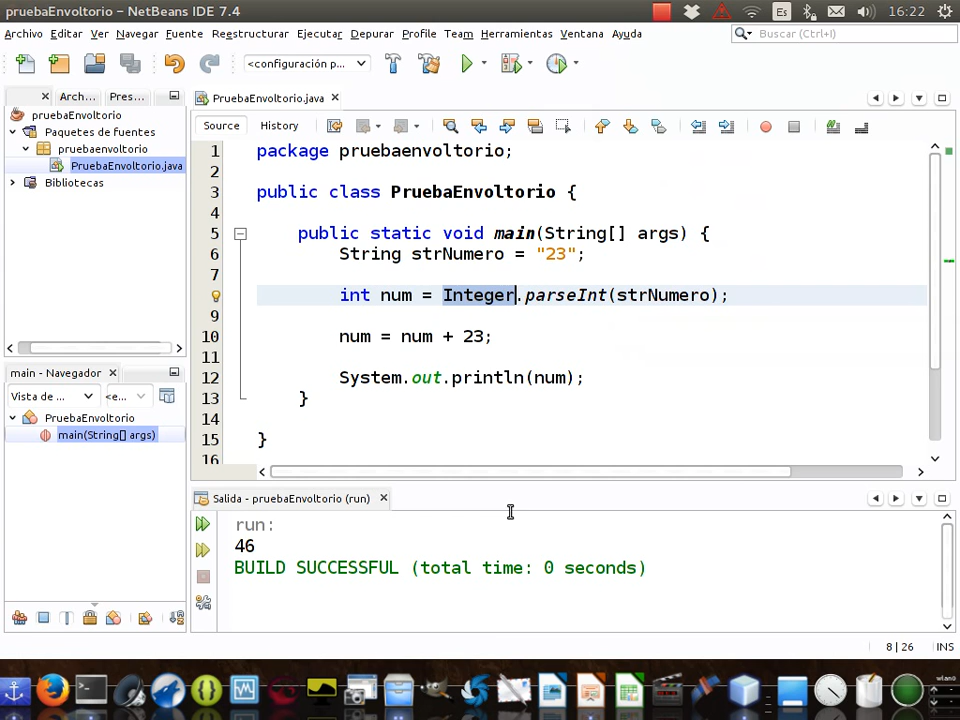 pruebaEnvoltorio – NetBeans IDE 7.4
Es
16:22
Archivo Editar Ver Navegar Fuente Reestructurar Ejecutar Depurar Profile Team Herramientas Ventana Ayuda
Buscar (Ctrl+I)
<configuración p...
Arch... Pres...
PruebaEnvoltorio.java
pruebaEnvoltorio
Paquetes de fuentes
pruebaenvoltorio
PruebaEnvoltorio.java
Bibliotecas
Source History
1 package pruebaenvoltorio;
2
3 public class PruebaEnvoltorio {
4
5 public static void main(String[] args) {
6 String strNumero = "23";
7
int num = Integer.parseInt(strNumero);
9
10 num = num + 23;
11
12 System.out.println(num);
13 }
14
15 }
16
main - Navegador
Vista de ... <e...
PruebaEnvoltorio
main(String[] args)
Salida - pruebaEnvoltorio (run)
run:
46
BUILD SUCCESSFUL (total time: 0 seconds)
8 | 26 INS
wlan0